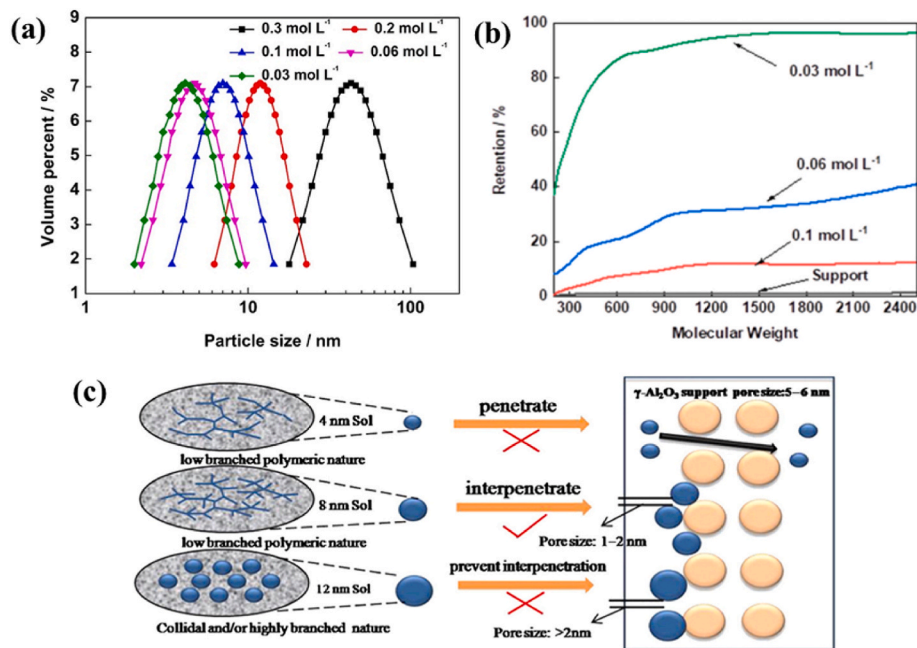 (a)
0.3 mol L⁻¹
0.2 mol L⁻¹
0.1 mol L⁻¹
0.06 mol L⁻¹
0.03 mol L⁻¹
Volume percent / %
9
8
7
6
5
4
3
2
1
1
10
100
Particle size / nm
(b)
Retention / %
100
80
60
40
20
0
0.03 mol L⁻¹
0.06 mol L⁻¹
0.1 mol L⁻¹
Support
300
600
900
1200
1500
1800
2100
2400
Molecular Weight
(c)
4 nm Sol
low branched polymeric nature
penetrate
8 nm Sol
low branched polymeric nature
interpenetrate
12 nm Sol
Collidal and/or highly branched nature
prevent interpenetration
γ-Al₂O₃ support pore size:5–6 nm
Pore size: 1–2 nm
Pore size: >2nm